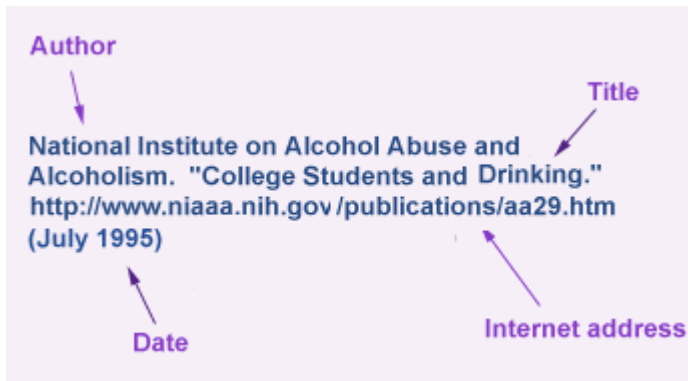 Author
Title
National Institute on Alcohol Abuse and
Alcoholism. "College Students and Drinking."
http://www.niaaa.nih.gov/publications/aa29.htm
(July 1995)
Internet address
Date